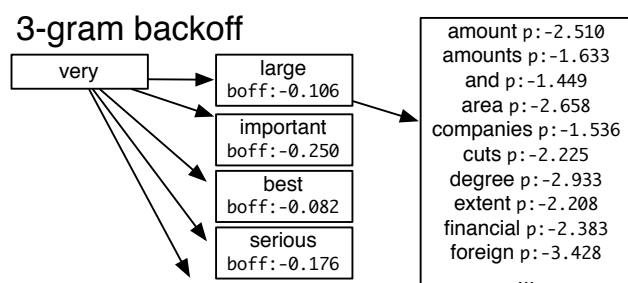 3-gram backoff
very
large
boff:-0.106
important
boff:-0.250
best
boff:-0.082
serious
boff:-0.176
amount p:-2.510
amounts p:-1.633
and p:-1.449
area p:-2.658
companies p:-1.536
cuts p:-2.225
degree p:-2.933
extent p:-2.208
financial p:-2.383
foreign p:-3.428
...